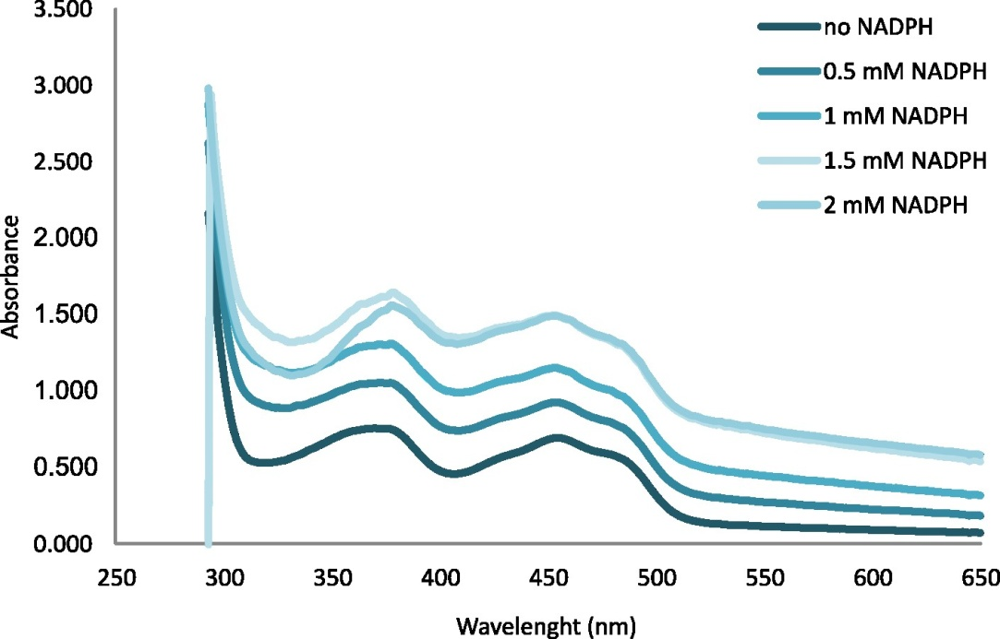 3.500
3.000
2.500
2.000
1.500
1.000
0.500
0.000
Absorbance
250 300 350 400 450 500 550 600 650
Wavelenght (nm)
no NADPH
0.5 mM NADPH
1 mM NADPH
1.5 mM NADPH
2 mM NADPH